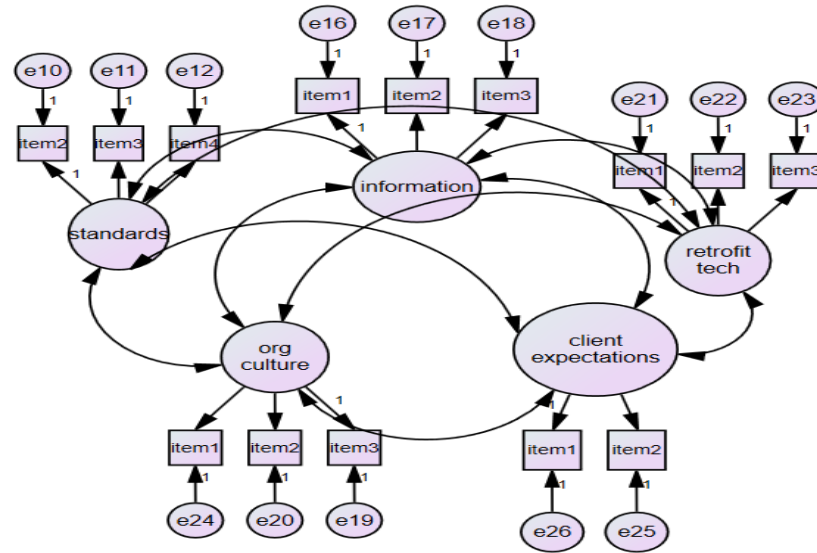 e16 e17 e18
1 1 1
item1 item2 item3
1
e10 e11 e12
1 1 1
item2 item3 item4
1
e21 e22 e23
1 1 1
item1 item2 item3
1
information
standards
retrofit
tech
org
culture
client
expectations
1
item1 item2 item3
1 1 1
e24 e20 e19
1
item1 item2
1 1
e26 e25